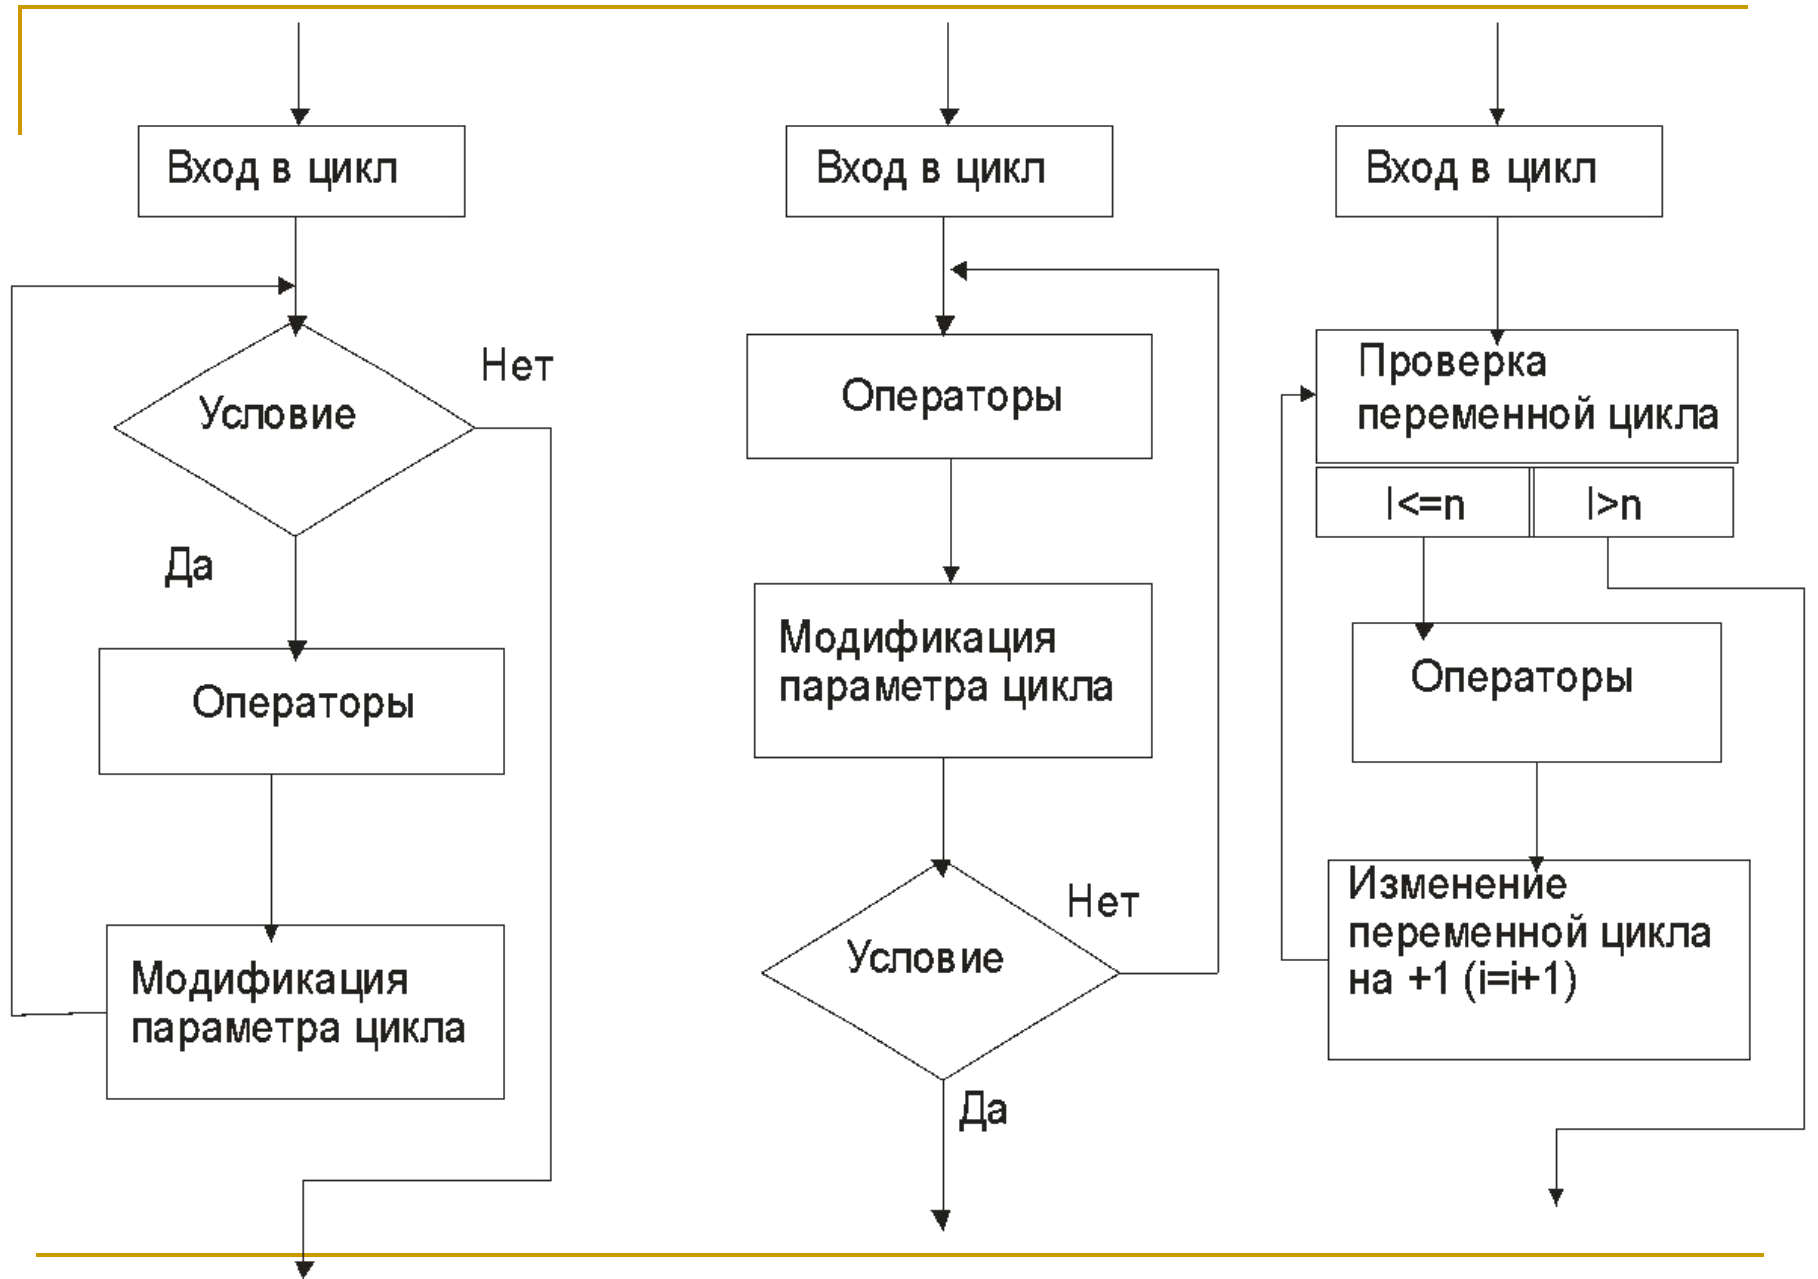 Вход в цикл
Условие
Нет
Да
Операторы
Модификация
параметра цикла
Вход в цикл
Операторы
Модификация
параметра цикла
Условие
Нет
Да
Вход в цикл
Проверка
переменной цикла
I<=n
I>n
Операторы
Изменение
переменной цикла
на +1 (i=i+1)